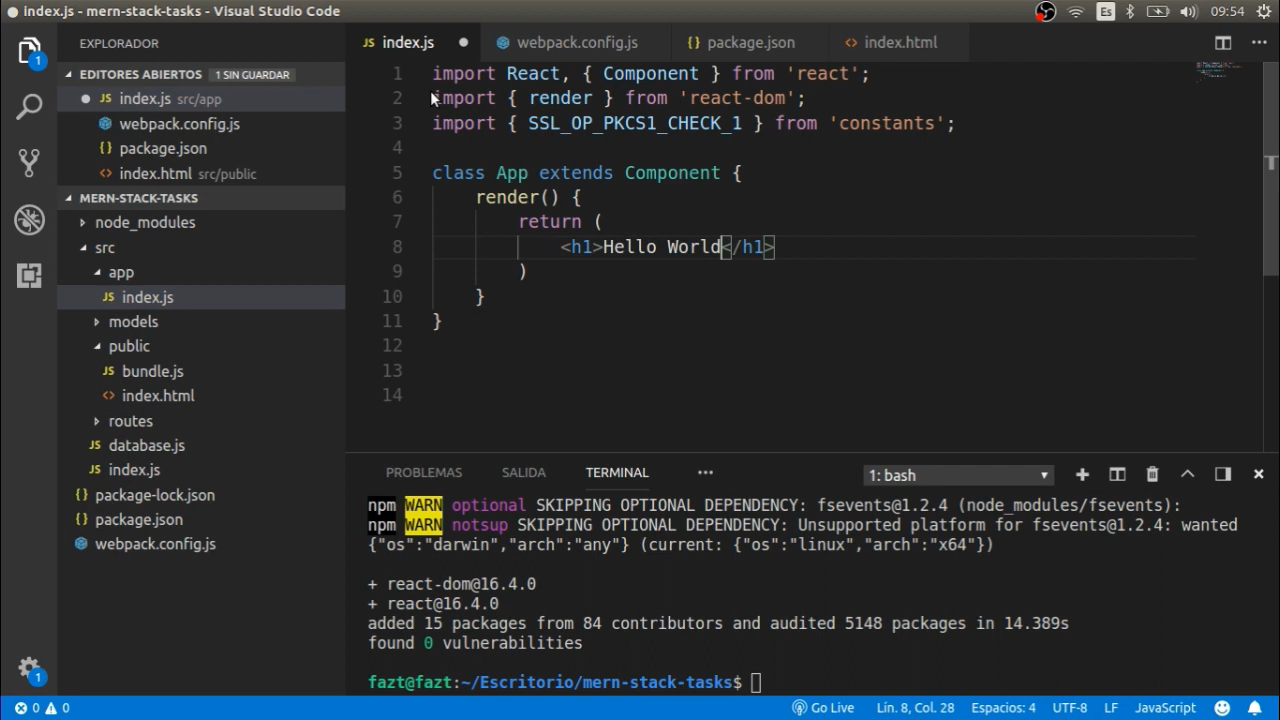 index.js - mern-stack-tasks - Visual Studio Code
Es
09:54
EXPLORADOR
EDITORES ABIERTOS 1 SIN GUARDAR
JS index.js src/app
webpack.config.js
{} package.json
<> index.html src/public
MERN-STACK-TASKS
node_modules
src
app
JS index.js
models
public
JS bundle.js
<> index.html
routes
JS database.js
JS index.js
{} package-lock.json
{} package.json
webpack.config.js
1
1
JS index.js
webpack.config.js
{} package.json
<> index.html
1 import React, { Component } from 'react';
2 import { render } from 'react-dom';
3 import { SSL_OP_PKCS1_CHECK_1 } from 'constants';
4
5 class App extends Component {
6 render() {
7 return (
8 <h1>Hello World</h1>
9 )
10 }
11 }
12
13
14
PROBLEMAS SALIDA TERMINAL ••• 1: bash
npm WARN optional SKIPPING OPTIONAL DEPENDENCY: fsevents@1.2.4 (node_modules/fsevents):
npm WARN notsup SKIPPING OPTIONAL DEPENDENCY: Unsupported platform for fsevents@1.2.4: wanted
{"os":"darwin","arch":"any"} (current: {"os":"linux","arch":"x64"})
+ react-dom@16.4.0
+ react@16.4.0
added 15 packages from 84 contributors and audited 5148 packages in 14.389s
found 0 vulnerabilities
fazt@fazt:~/Escritorio/mern-stack-tasks$
0 0 Go Live Lín. 8, Col. 28 Espacios: 4 UTF-8 LF JavaScript